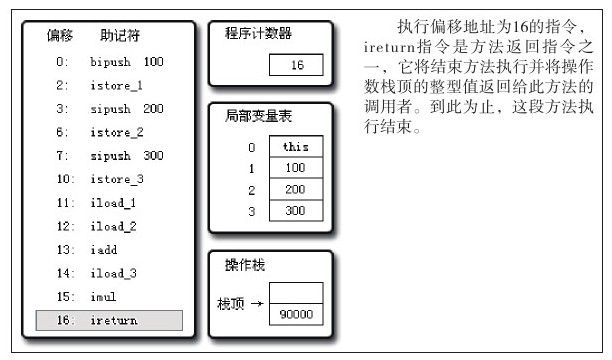 偏移 助记符
0: bipush 100
2: istore_1
3: sipush 200
6: istore_2
7: sipush 300
10: istore_3
11: iload_1
12: iload_2
13: iadd
14: iload_3
15: imul
16: ireturn
程序计数器
16
局部变量表
0 this
1 100
2 200
3 300
操作栈
栈顶 →
90000
执行偏移地址为16的指令，
ireturn指令是方法返回指令之
一，它将结束方法执行并将操作
数栈顶的整型值返回给此方法的
调用者。到此为止，这段方法执
行结束。